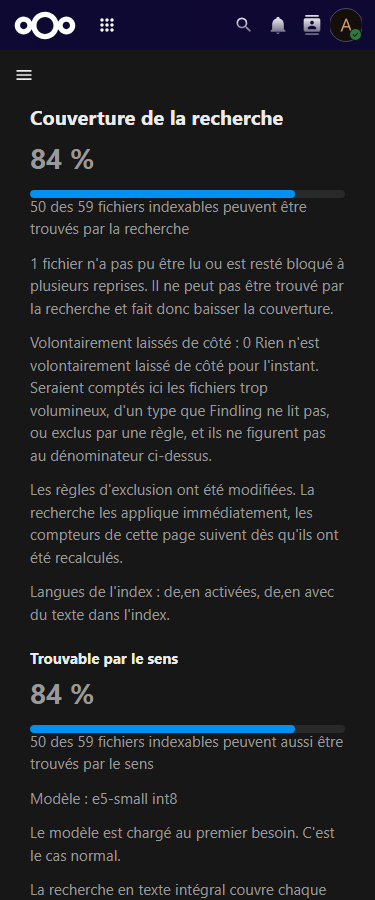 A
Couverture de la recherche
84 %
50 des 59 fichiers indexables peuvent être
trouvés par la recherche
1 fichier n'a pas pu être lu ou est resté bloqué à
plusieurs reprises. Il ne peut pas être trouvé par
la recherche et fait donc baisser la couverture.
Volontairement laissés de côté : 0 Rien n'est
volontairement laissé de côté pour l'instant.
Seraient comptés ici les fichiers trop
volumineux, d'un type que Findling ne lit pas,
ou exclus par une règle, et ils ne figurent pas
au dénominateur ci-dessus.
Les règles d'exclusion ont été modifiées. La
recherche les applique immédiatement, les
compteurs de cette page suivent dès qu'ils ont
été recalculés.
Langues de l'index : de,en activées, de,en avec
du texte dans l'index.
Trouvable par le sens
84 %
50 des 59 fichiers indexables peuvent aussi être
trouvés par le sens
Modèle : e5-small int8
Le modèle est chargé au premier besoin. C'est
le cas normal.
La recherche en texte intégral couvre chaque